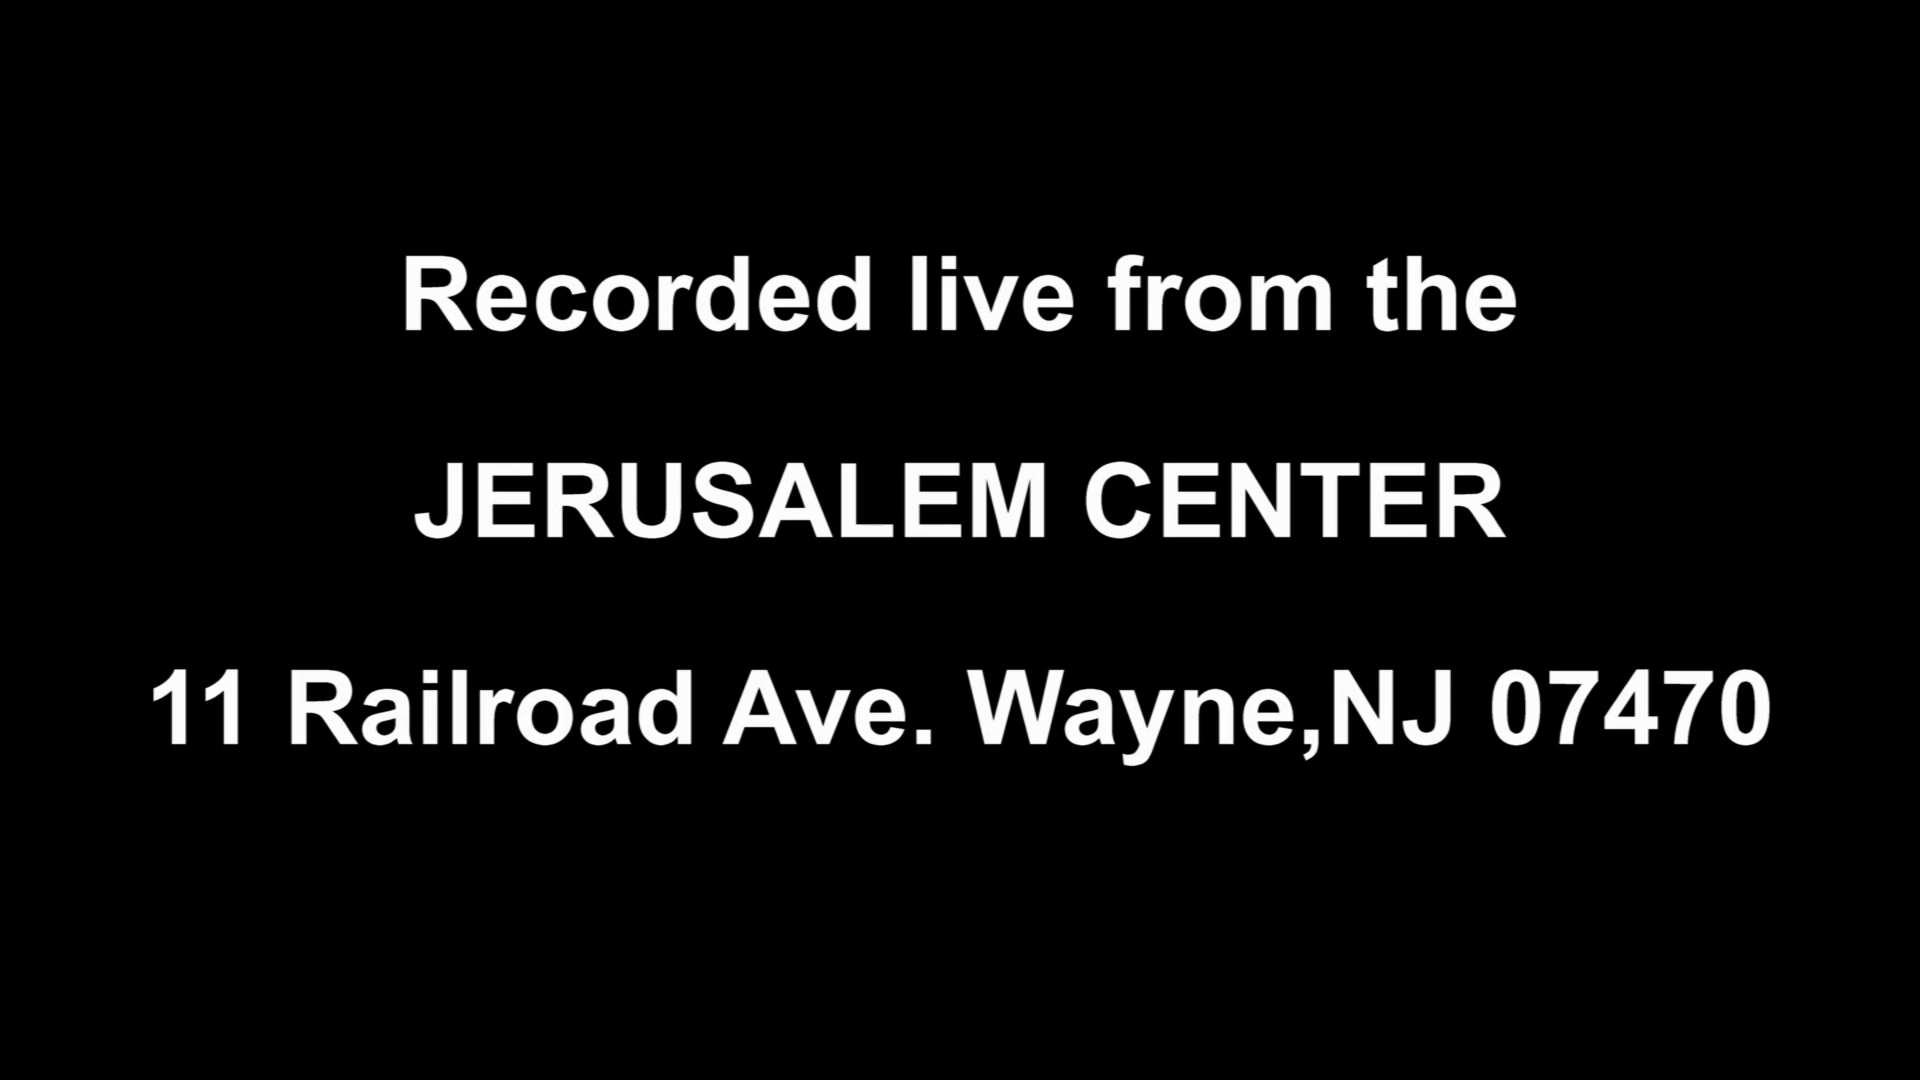 Recorded live from the
JERUSALEM CENTER
11 Railroad Ave. Wayne,NJ 07470